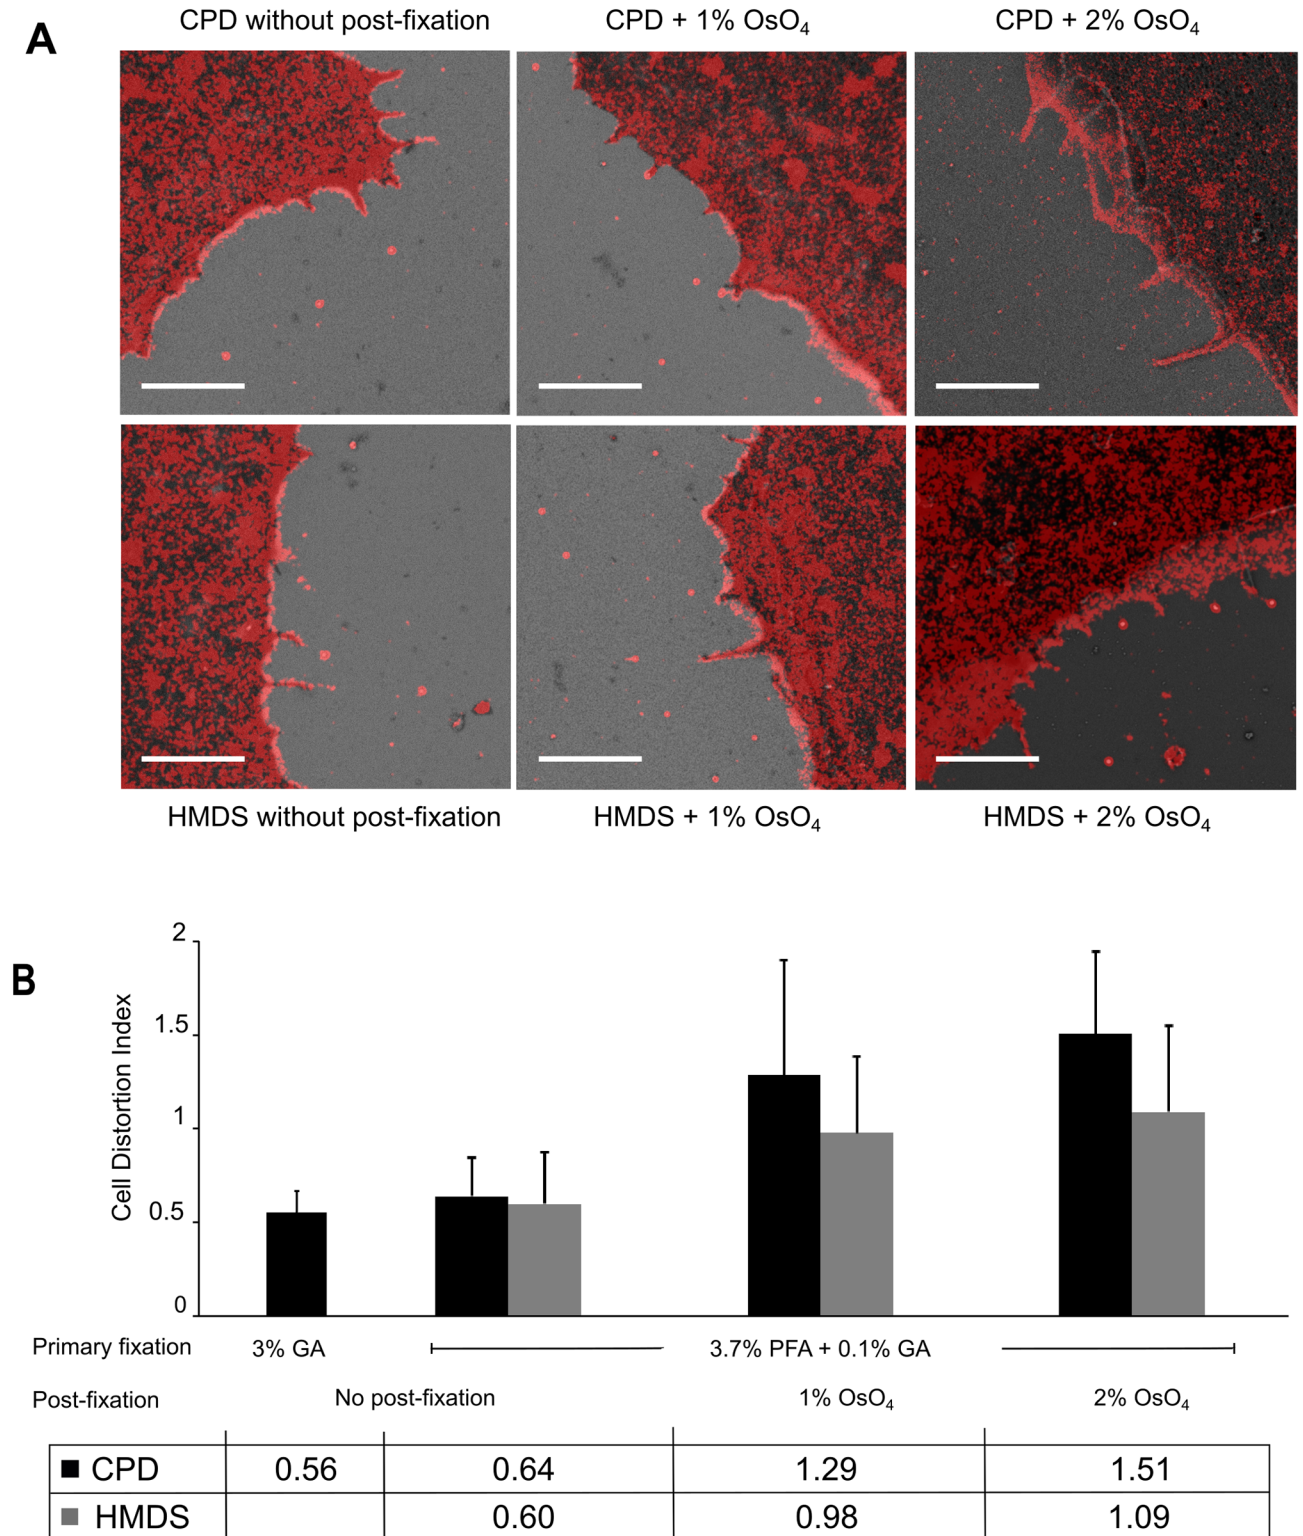 A
CPD without post-fixation
CPD + 1% OsO₄
CPD + 2% OsO₄
HMDS without post-fixation
HMDS + 1% OsO₄
HMDS + 2% OsO₄
B
Cell Distortion Index
2
1.5
1
0.5
0
Primary fixation 3% GA 3.7% PFA + 0.1% GA
Post-fixation No post-fixation 1% OsO₄ 2% OsO₄
CPD 0.56 0.64 1.29 1.51
HMDS 0.60 0.98 1.09